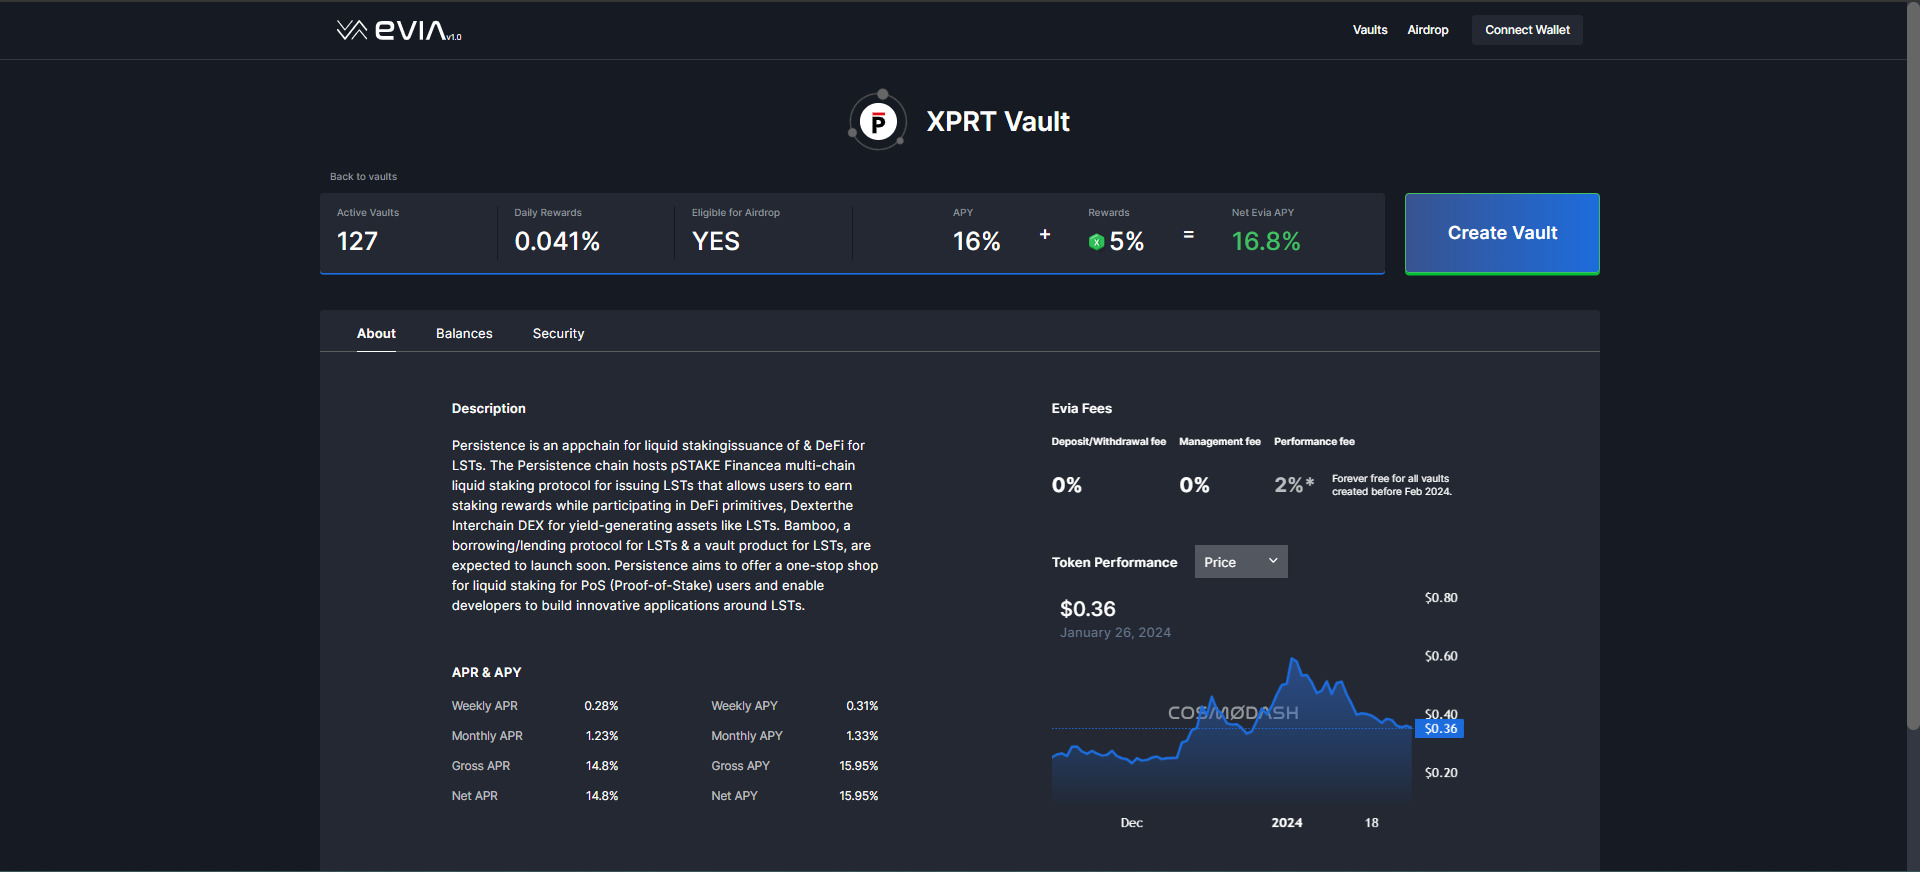 EVIA v1.0
Vaults
Airdrop
Connect Wallet
P
XPRT Vault
Back to vaults
Active Vaults
127
Daily Rewards
0.041%
Eligible for Airdrop
YES
APY
16%
+
Rewards
X 5%
=
Net Evia APY
16.8%
Create Vault
About
Balances
Security
Description
Persistence is an appchain for liquid stakingissuance of & DeFi for
LSTs. The Persistence chain hosts pSTAKE Financea multi-chain
liquid staking protocol for issuing LSTs that allows users to earn
staking rewards while participating in DeFi primitives, Dexterthe
Interchain DEX for yield-generating assets like LSTs. Bamboo, a
borrowing/lending protocol for LSTs & a vault product for LSTs, are
expected to launch soon. Persistence aims to offer a one-stop shop
for liquid staking for PoS (Proof-of-Stake) users and enable
developers to build innovative applications around LSTs.
APR & APY
Weekly APR 0.28% Weekly APY 0.31%
Monthly APR 1.23% Monthly APY 1.33%
Gross APR 14.8% Gross APY 15.95%
Net APR 14.8% Net APY 15.95%
Evia Fees
Deposit/Withdrawal fee
0%
Management fee
0%
Performance fee
2%*
Forever free for all vaults
created before Feb 2024.
Token Performance
Price
$0.36
January 26, 2024
COSMØDASH
$0.80
$0.60
$0.40
$0.36
$0.20
Dec
2024
18